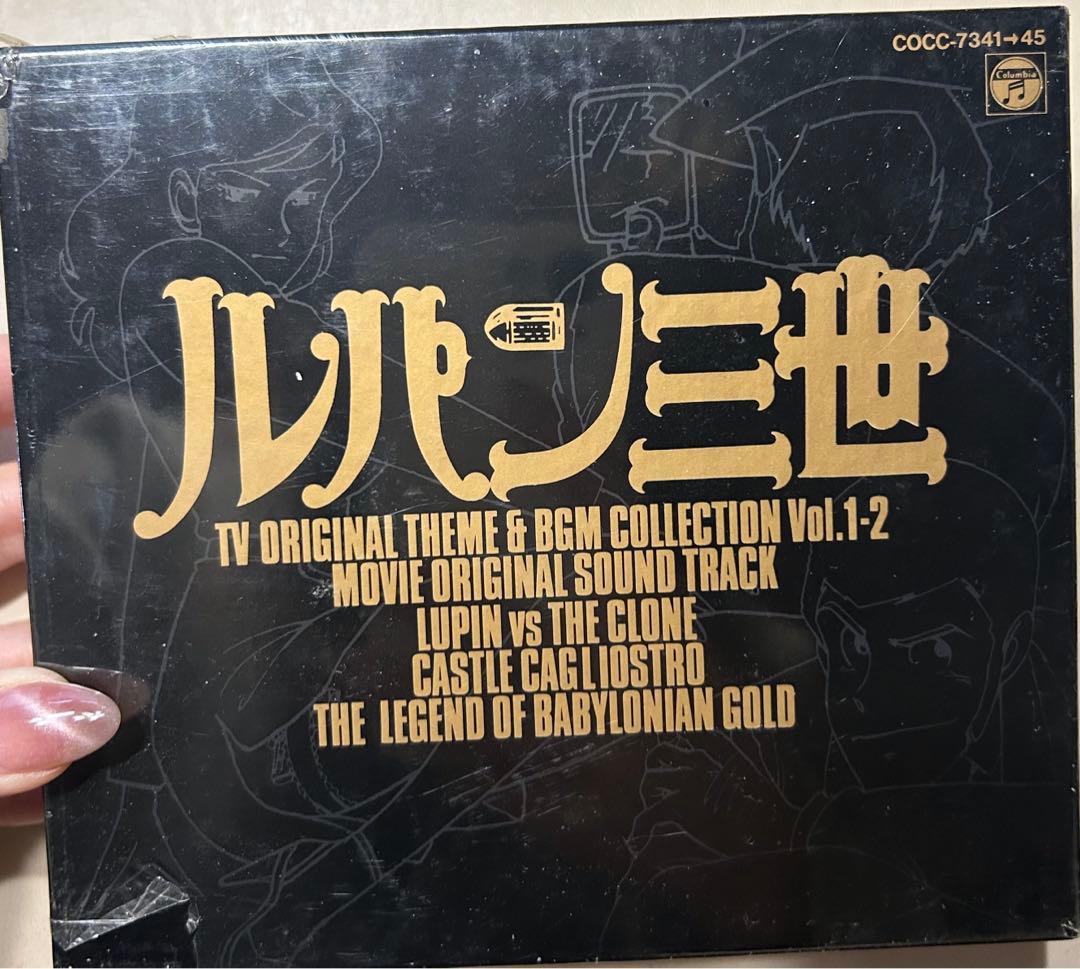 COCC-7341→45
Columbia
ルパン三世
TV ORIGINAL THEME & BGM COLLECTION Vol.1-2
MOVIE ORIGINAL SOUND TRACK
LUPIN vs THE CLONE
CASTLE CAGLIOSTRO
THE LEGEND OF BABYLONIAN GOLD